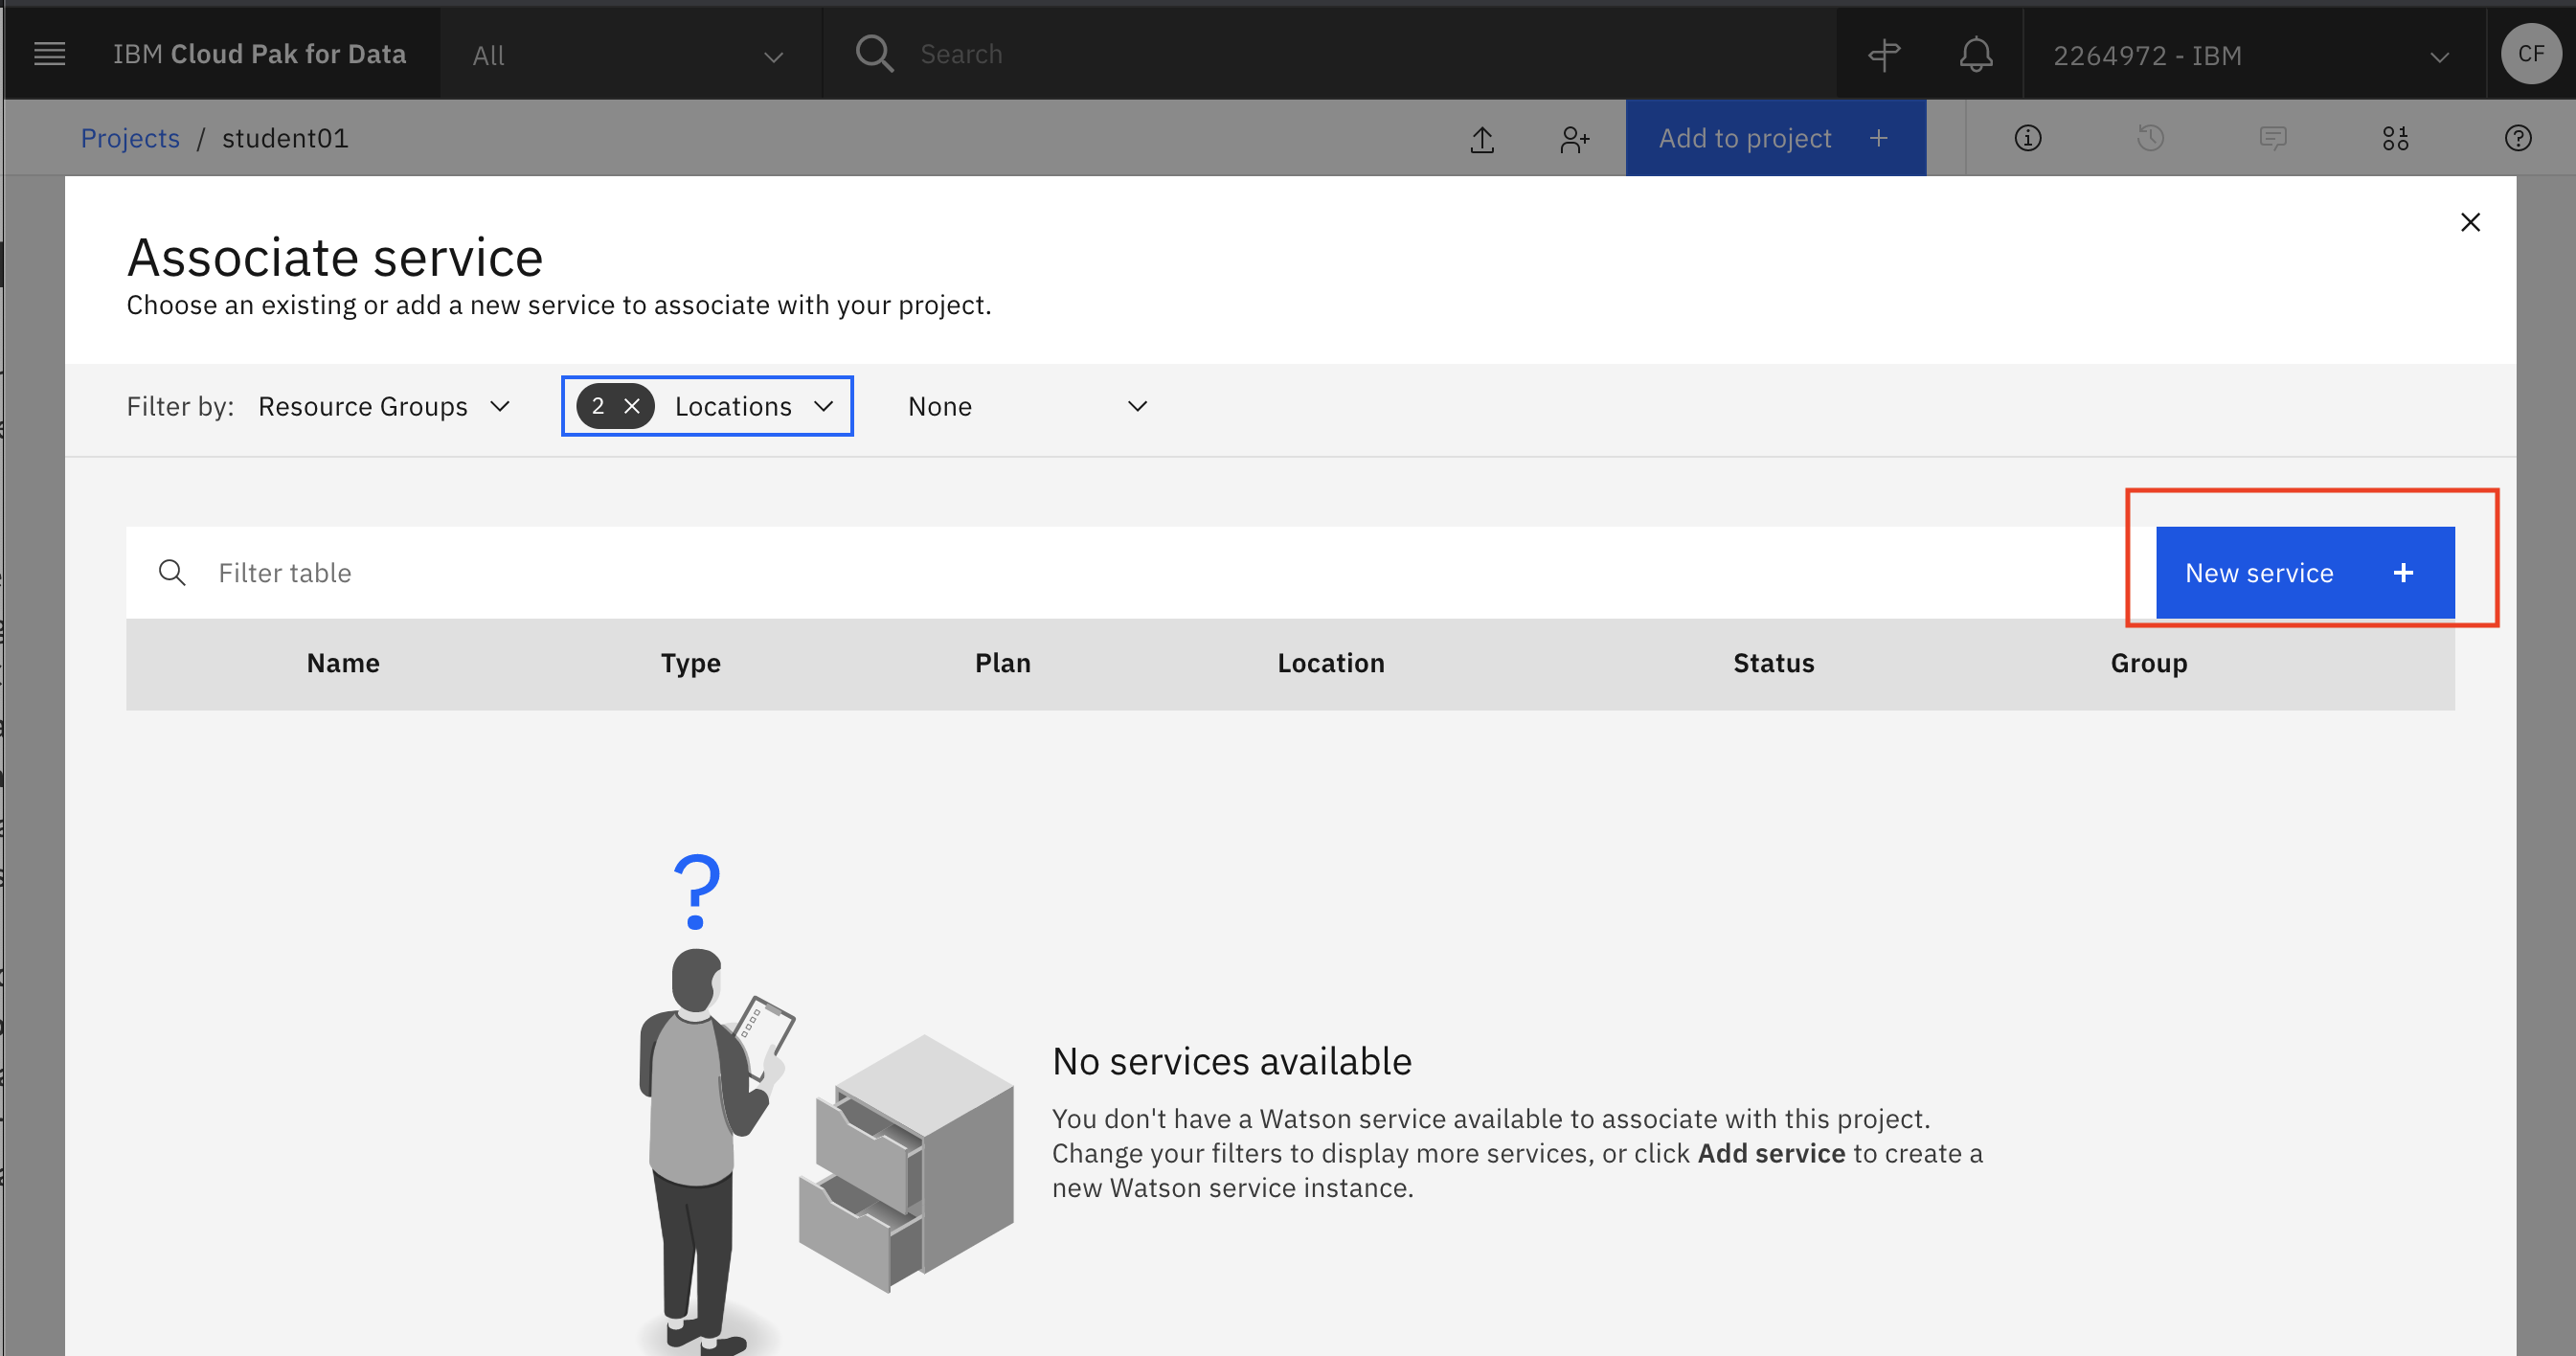 IBM Cloud Pak for Data
All
Search
2264972 - IBM
CF
Projects / student01
Add to project +
Associate service
Choose an existing or add a new service to associate with your project.
Filter by: Resource Groups 2 Locations None
Filter table
New service +
Name Type Plan Location Status Group
?
No services available
You don't have a Watson service available to associate with this project.
Change your filters to display more services, or click Add service to create a
new Watson service instance.